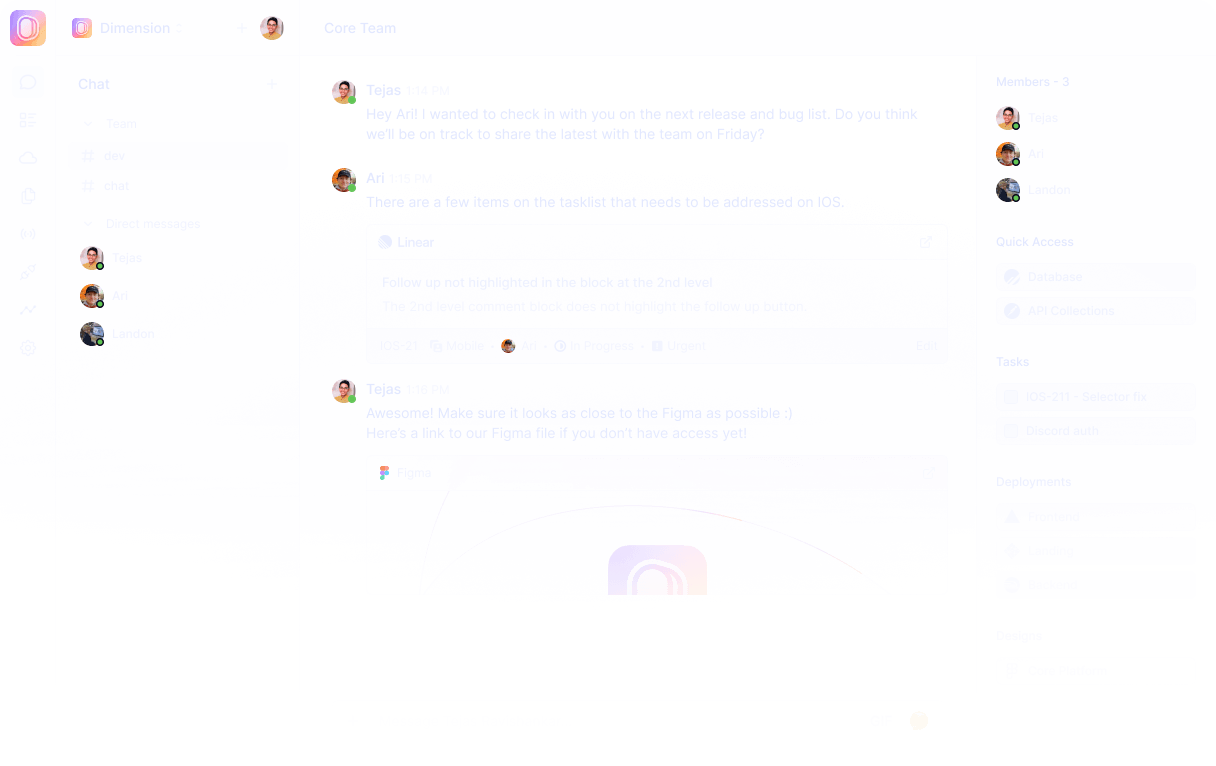 Dimension
Chat
Team
dev
chat
Direct messages
Tejas
Ari
Landon
Core Team
Tejas 1:14 PM
Hey Ari! I wanted to check in with you on the next release and bug list. Do you think
we'll be on track to share the latest with the team on Friday?
Ari 1:15 PM
There are a few items on the tasklist that needs to be addressed on IOS.
Linear
Follow up not highlighted in the block at the 2nd level
The 2nd level comment block does not highlight the follow up button.
IOS-211 Mobile • Ari • In Progress • Urgent Edit
Tejas 1:16 PM
Awesome! Make sure it looks as close to the Figma as possible :)
Here's a link to our Figma file if you don't have access yet!
Figma
Members - 3
Tejas
Ari
Landon
Quick Access
Database
API Collections
Tasks
IOS-211 - Selector fix
Discord auth
Deployments
Frontend
Designs